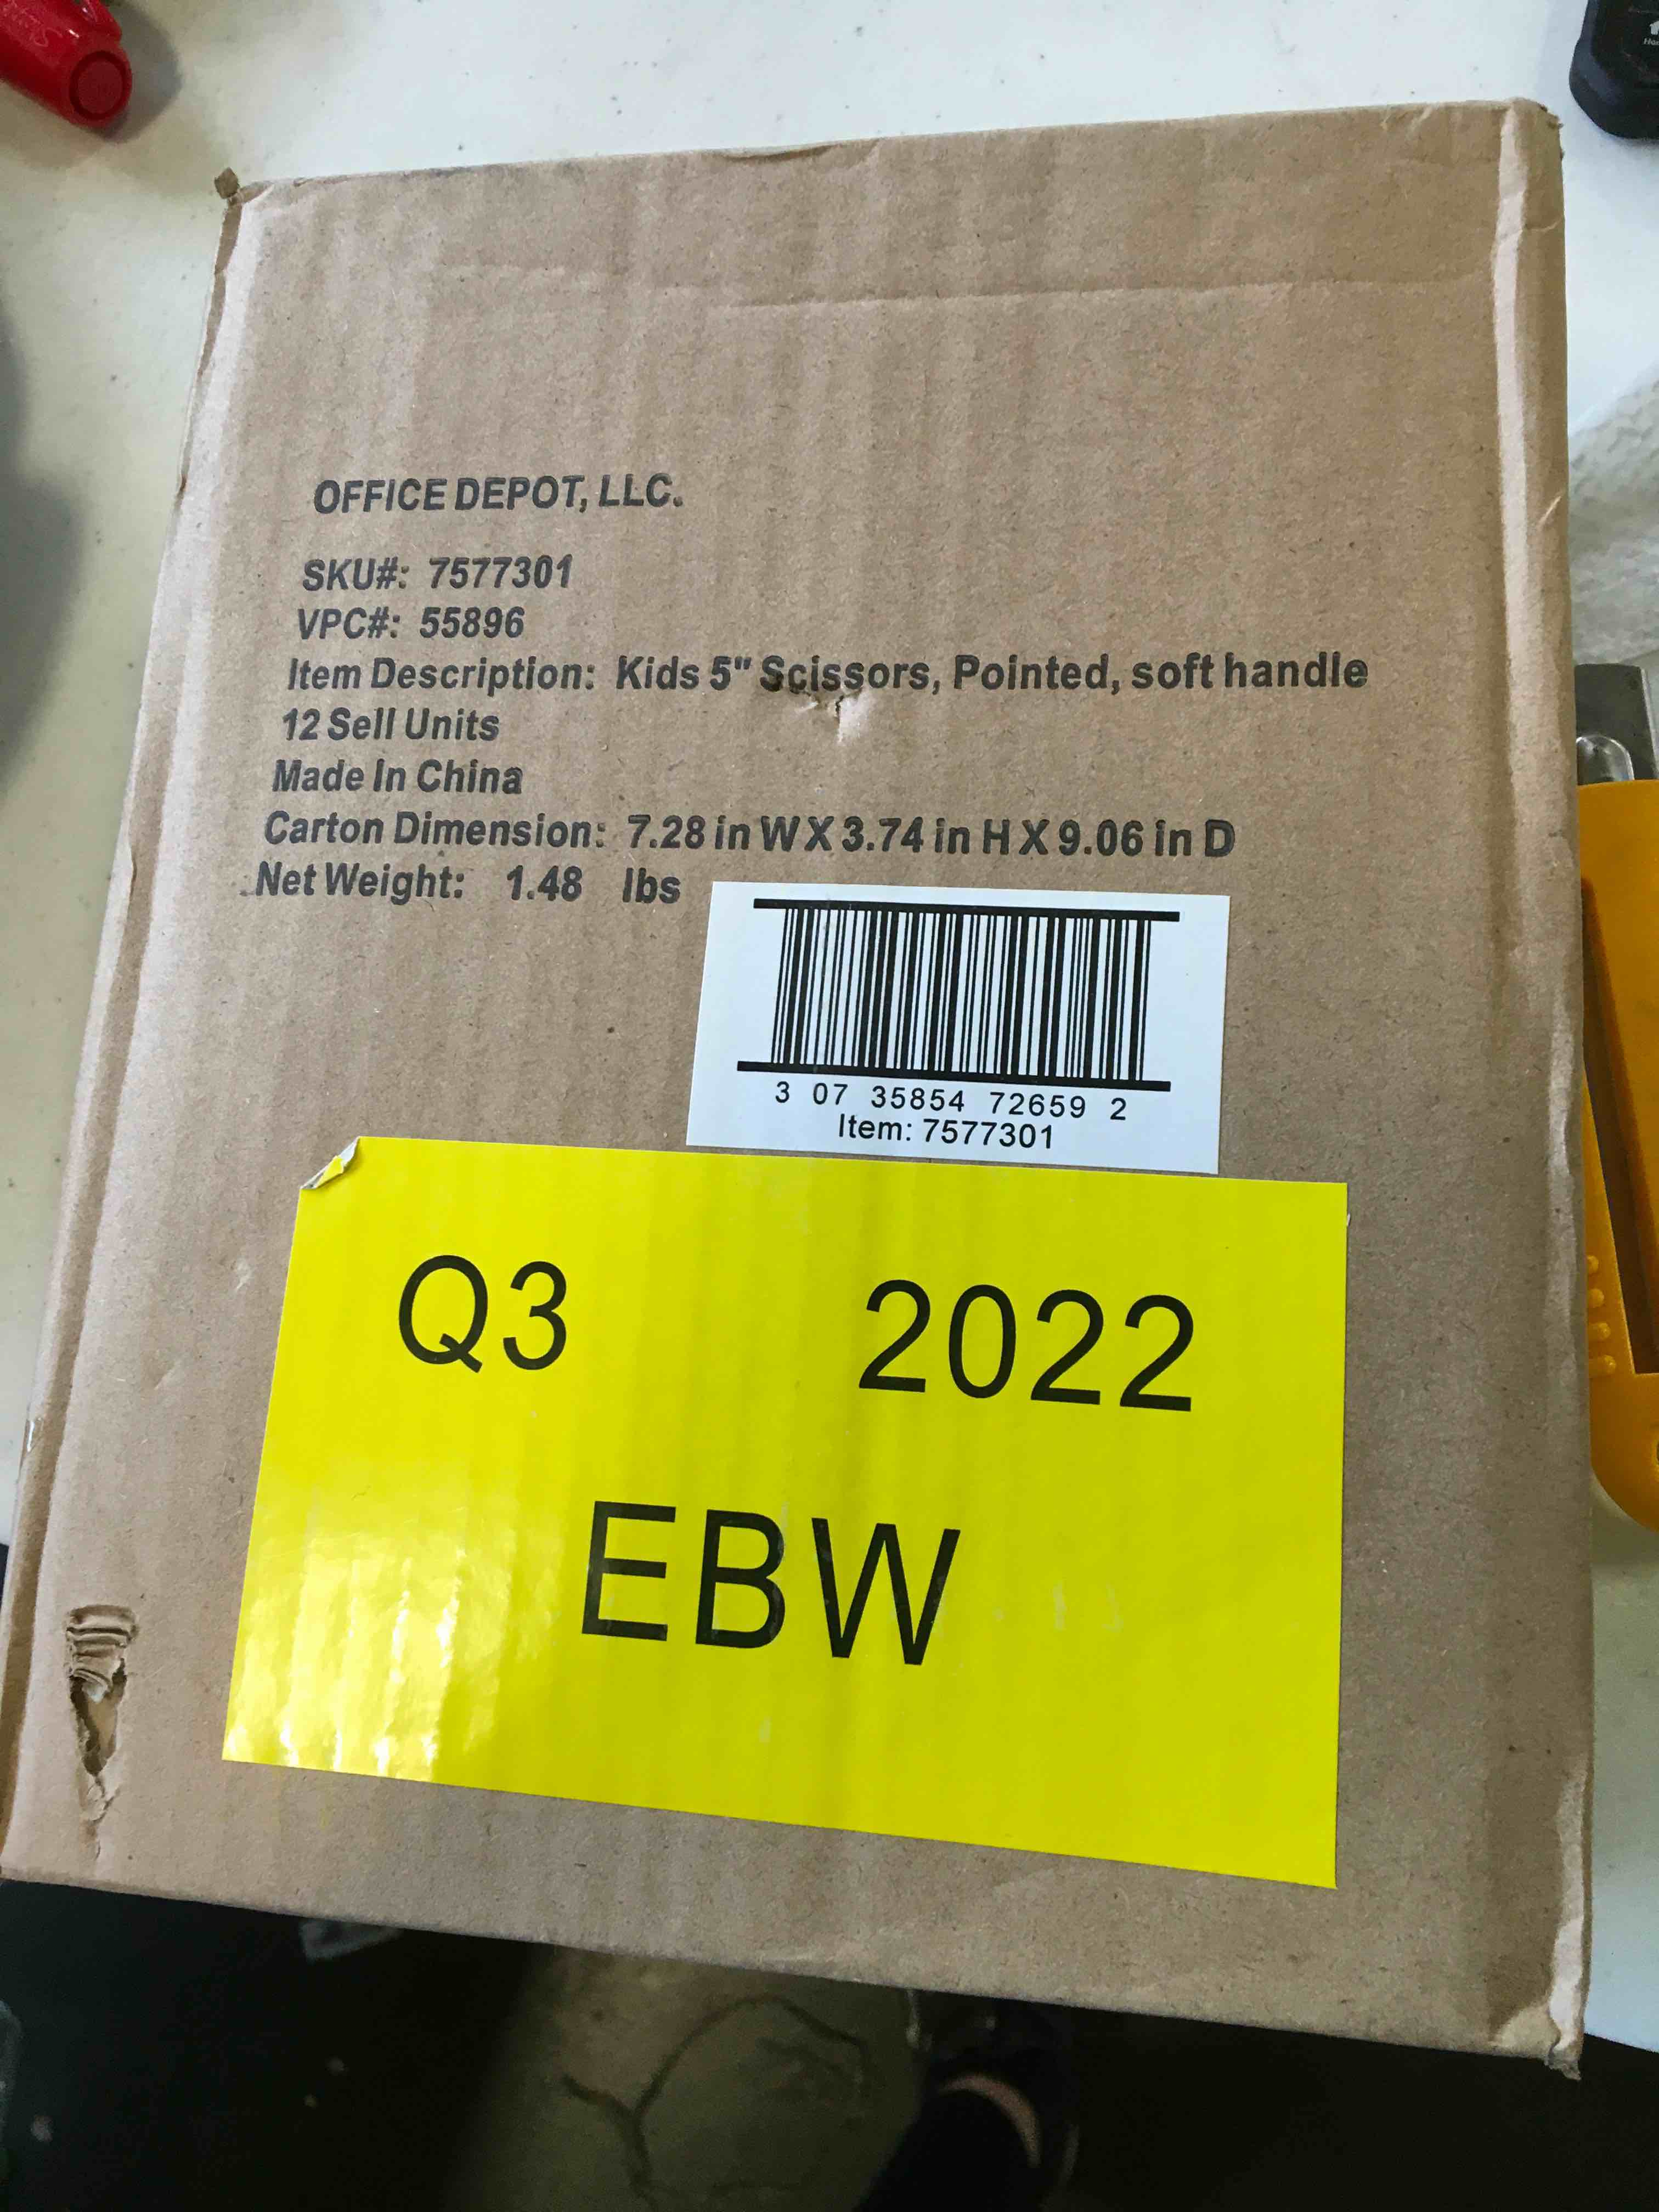 OFFICE DEPOT, LLC.
SKU#: 7577301
VPC#: 55896
Item Description: Kids 5" Scissors, Pointed, soft handle
12 Sell Units
Made In China
Carton Dimension: 7.28 in W X 3.74 in H X 9.06 in D
Net Weight: 1.48 lbs
3 07 35854 72659 2
Item: 7577301
Q3 2022
EBW